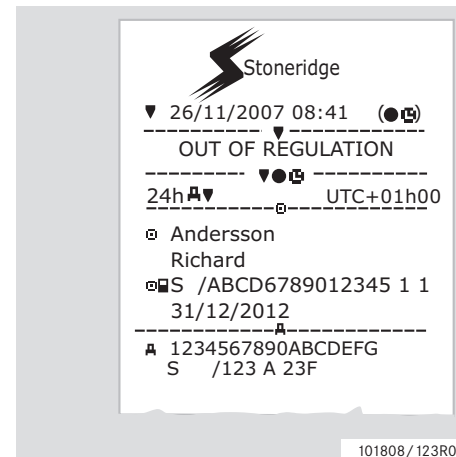 Stoneridge
26/11/2007 08:41 ( )
OUT OF REGULATION
24h UTC+01h00
Andersson
Richard
S /ABCD6789012345 1 1
31/12/2012
1234567890ABCDEFG
S /123 A 23F
101808/123R0